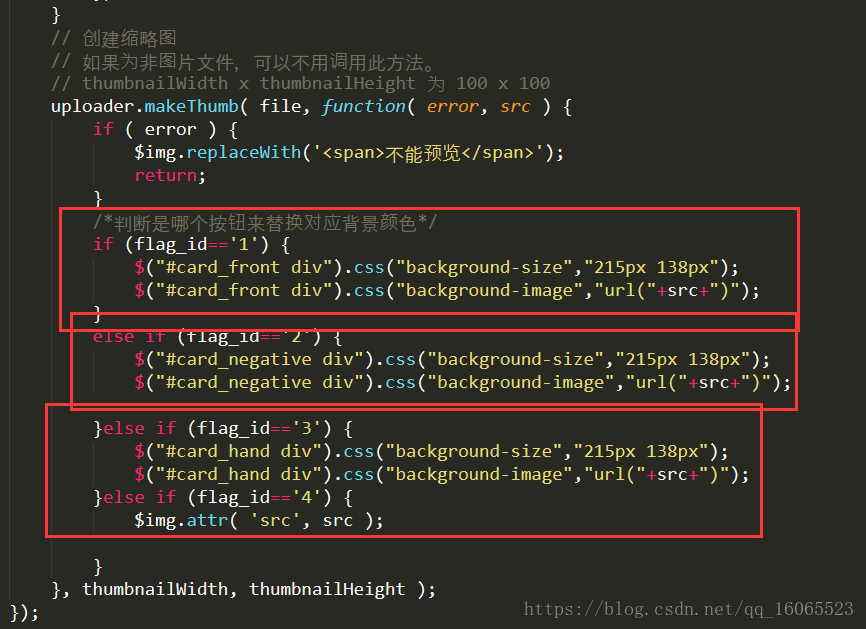 }
// 创建缩略图
// 如果为非图片文件，可以不用调用此方法。
// thumbnailWidth x thumbnailHeight 为 100 x 100
uploader.makeThumb( file, function( error, src ) {
if ( error ) {
$img.replaceWith('<span>不能预览</span>');
return;
}
/*判断是哪个按钮来替换对应背景颜色*/
if (flag_id=='1') {
$("#card_front div").css("background-size","215px 138px");
$("#card_front div").css("background-image","url("+src+")");
}
else if (flag_id=='2') {
$("#card_negative div").css("background-size","215px 138px");
$("#card_negative div").css("background-image","url("+src+")");
}else if (flag_id=='3') {
$("#card_hand div").css("background-size","215px 138px");
$("#card_hand div").css("background-image","url("+src+")");
}else if (flag_id=='4') {
$img.attr( 'src', src );
}
}, thumbnailWidth, thumbnailHeight );
});
https://blog.csdn.net/qq_16065523